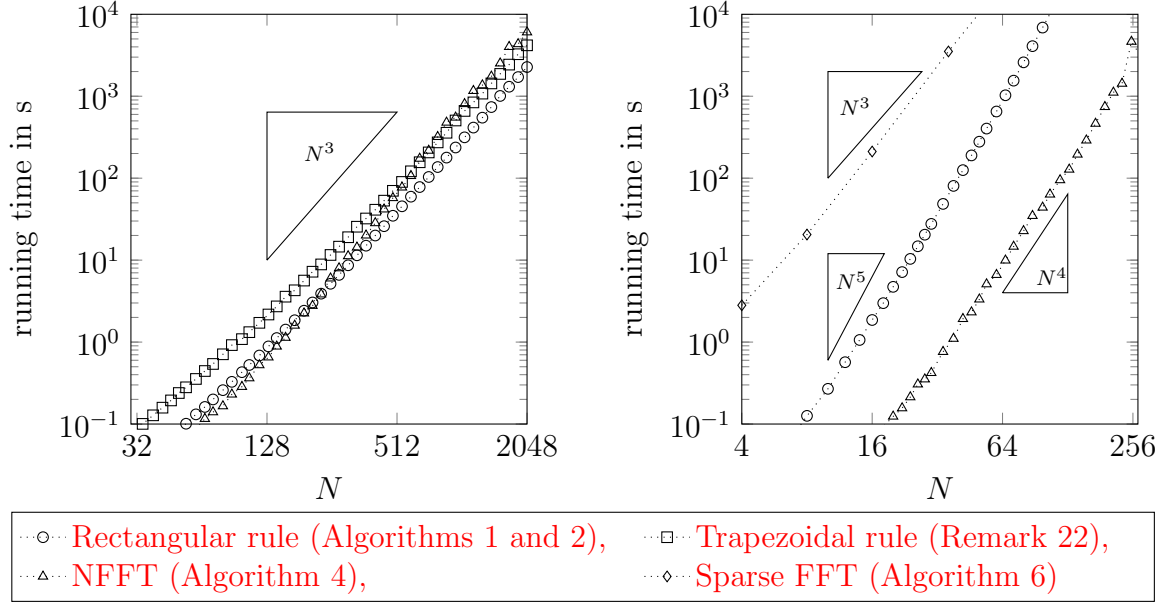 running time in s
10^4
10^3
10^2
10^1
10^0
10^−1
N^3
32
128
512
2048
N
running time in s
10^4
10^3
10^2
10^1
10^0
10^−1
N^3
N^5
N^4
4
16
64
256
N
Rectangular rule (Algorithms 1 and 2), Trapezoidal rule (Remark 22),
NFFT (Algorithm 4), Sparse FFT (Algorithm 6)